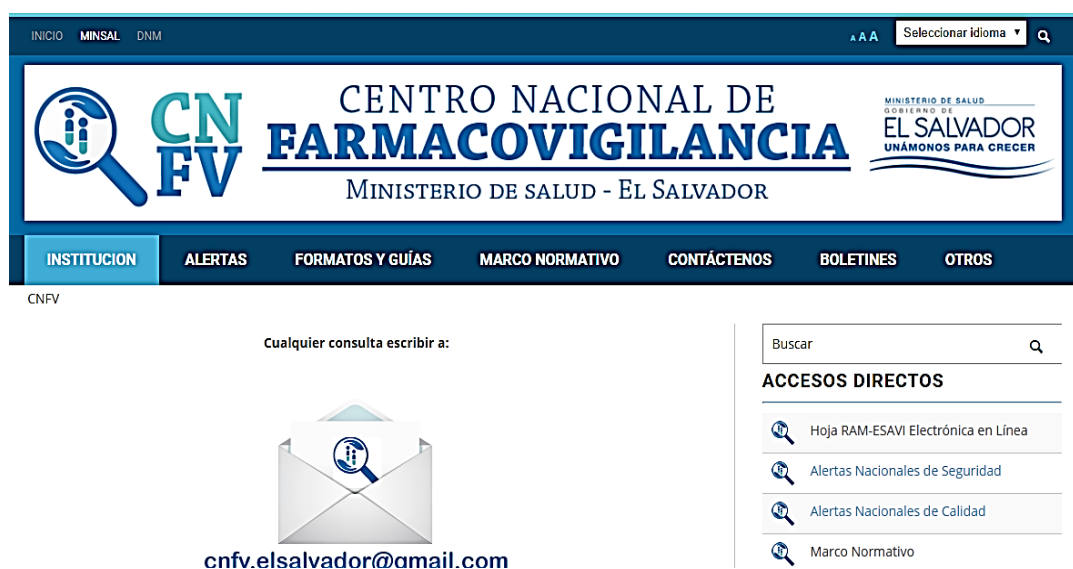 INICIO MINSAL DNM
A A A Seleccionar idioma
CN
FV
CENTRO NACIONAL DE
FARMACOVIGILANCIA
MINISTERIO DE SALUD - EL SALVADOR
MINISTERIO DE SALUD
GOBIERNO DE
EL SALVADOR
UNÁMONOS PARA CRECER
INSTITUCION ALERTAS FORMATOS Y GUÍAS MARCO NORMATIVO CONTÁCTENOS BOLETINES OTROS
CNFV
Cualquier consulta escribir a:
cnfv.elsalvador@gmail.com
Buscar
ACCESOS DIRECTOS
Hoja RAM-ESAVI Electrónica en Línea
Alertas Nacionales de Seguridad
Alertas Nacionales de Calidad
Marco Normativo